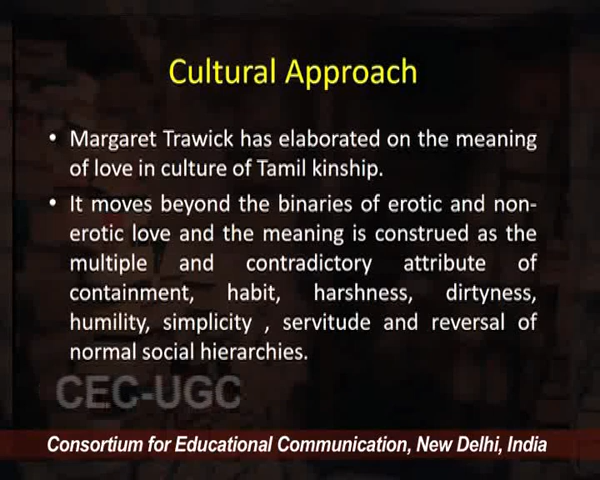 Cultural Approach
• Margaret Trawick has elaborated on the meaning
of love in culture of Tamil kinship.
• It moves beyond the binaries of erotic and non-
erotic love and the meaning is construed as the
multiple and contradictory attribute of
containment, habit, harshness, dirtyness,
humility, simplicity , servitude and reversal of
normal social hierarchies.
CEC-UGC
Consortium for Educational Communication, New Delhi, India